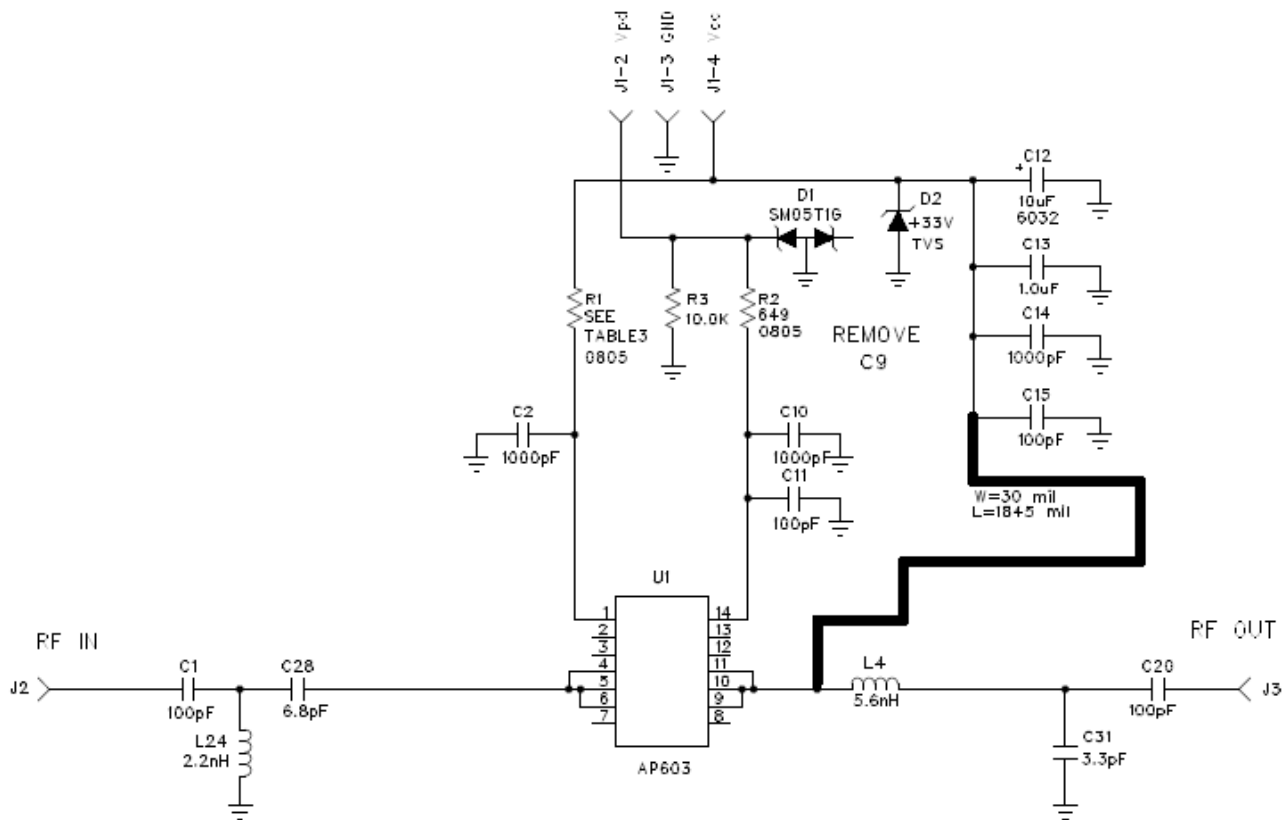 J1-2 Vpd
J1-3 GND
J1-4 Vcc
C12
+
10uF
6032
D1
SM05T1G
D2
+33V
TVS
C13
1.0uF
R1
SEE
TABLE3
0805
R3
10.0K
R2
649
0805
REMOVE
C9
C14
1000pF
C15
100pF
C2
1000pF
C10
1000pF
C11
100pF
W=30 mil
L=1845 mil
U1
1
2
3
4
5
6
7
14
13
12
11
10
9
8
AP603
RF IN
J2
C1
100pF
C28
6.8pF
L24
2.2nH
L4
5.6nH
RF OUT
C20
100pF
J3
C31
3.3pF